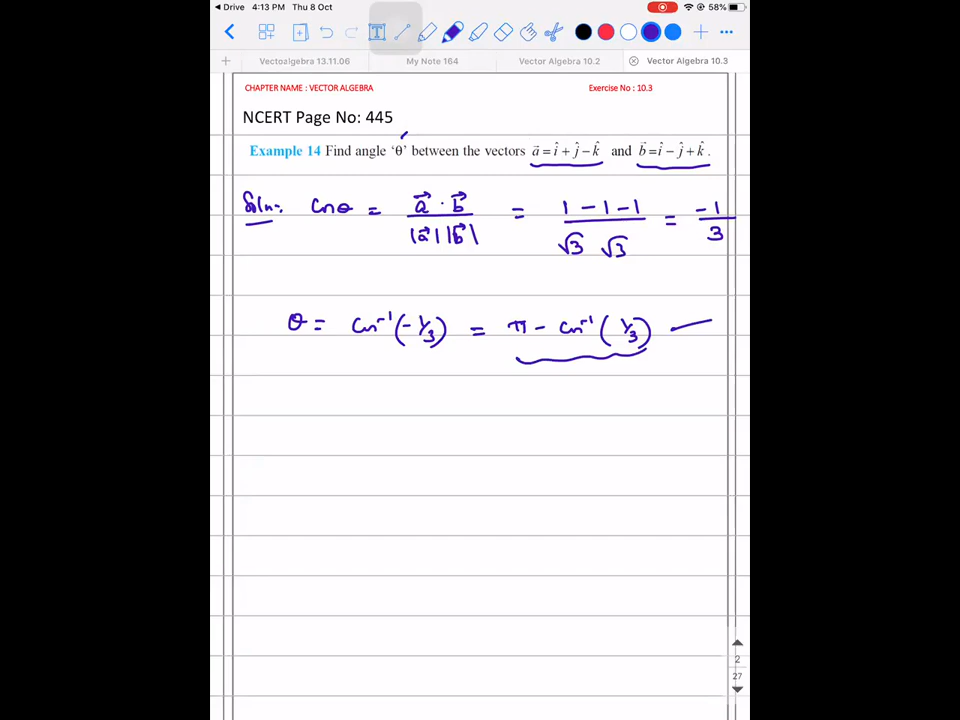 Drive 4:13 PM Thu 8 Oct 58%
T
Vectoalgebra 13.11.06 My Note 164 Vector Algebra 10.2 Vector Algebra 10.3
CHAPTER NAME : VECTOR ALGEBRA Exercise No : 10.3
NCERT Page No: 445
Example 14 Find angle ‘θ’ between the vectors a⃗ = î + ĵ − k̂ and b⃗ = î − ĵ + k̂ .
Soln:- Cosθ = a⃗ · b⃗ / |a⃗| |b⃗| = 1 − 1 − 1 / √3 √3 = −1/3
θ = Cos⁻¹(−1/3) = π − Cos⁻¹(1/3)
2
27